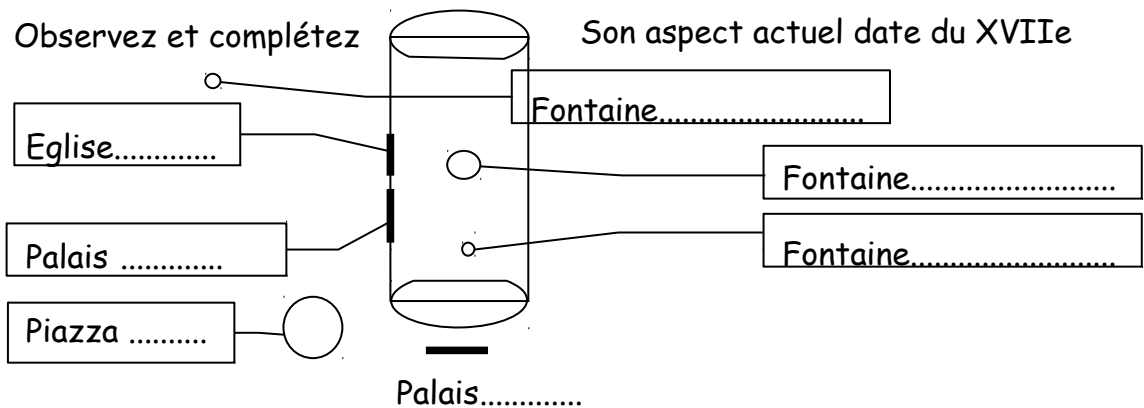 Observez et complétez
Son aspect actuel date du XVIIe
Fontaine.........................
Eglise.............
Fontaine.........................
Palais .............
Fontaine.........................
Piazza ..........
Palais.............